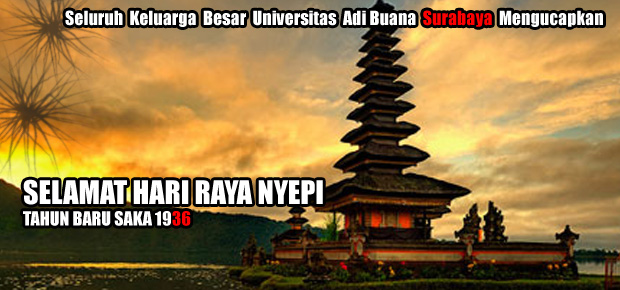 Seluruh Keluarga Besar Universitas Adi Buana Surabaya Mengucapkan
SELAMAT HARI RAYA NYEPI
TAHUN BARU SAKA 1936